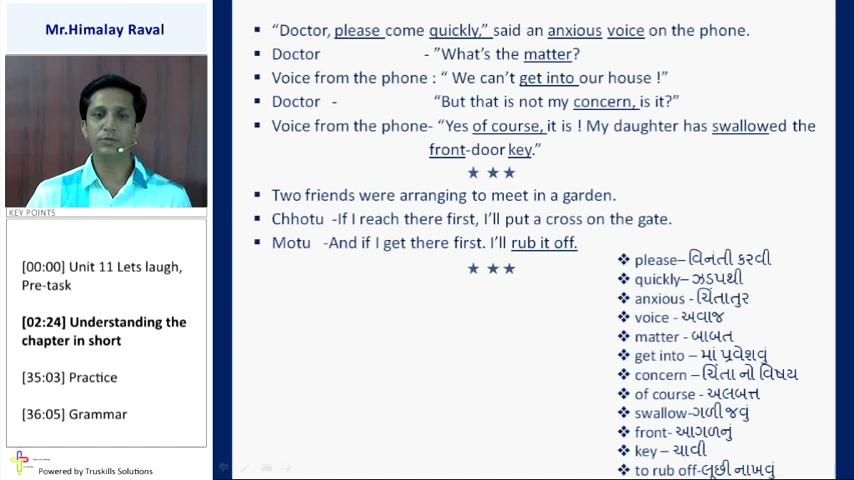 Mr.Himalay Raval
KEY POINTS
[00:00] Unit 11 Lets laugh,
Pre-task
[02:24] Understanding the
chapter in short
[35:03] Practice
[36:05] Grammar
Powered by Truskills Solutions
“Doctor, please come quickly,” said an anxious voice on the phone.
Doctor - ”What’s the matter?
Voice from the phone : “ We can’t get into our house !”
Doctor - “But that is not my concern, is it?”
Voice from the phone- “Yes of course, it is ! My daughter has swallowed the
front-door key.”
★ ★★
Two friends were arranging to meet in a garden.
Chhotu -If I reach there first, I’ll put a cross on the gate.
Motu -And if I get there first. I’ll rub it off.
★ ★★
❖ please– વિનંતી કરવી
❖ quickly– ઝડપથી
❖ anxious - ચિંતાતુર
❖ voice - અવાજ
❖ matter - બાબત
❖ get into – માં પ્રવેશવું
❖ concern – ચિંતા નો વિષય
❖ of course - અલબત્ત
❖ swallow-ગળી જવું
❖ front- આગળનું
❖ key – ચાવી
❖ to rub off-લૂછી નાખવું